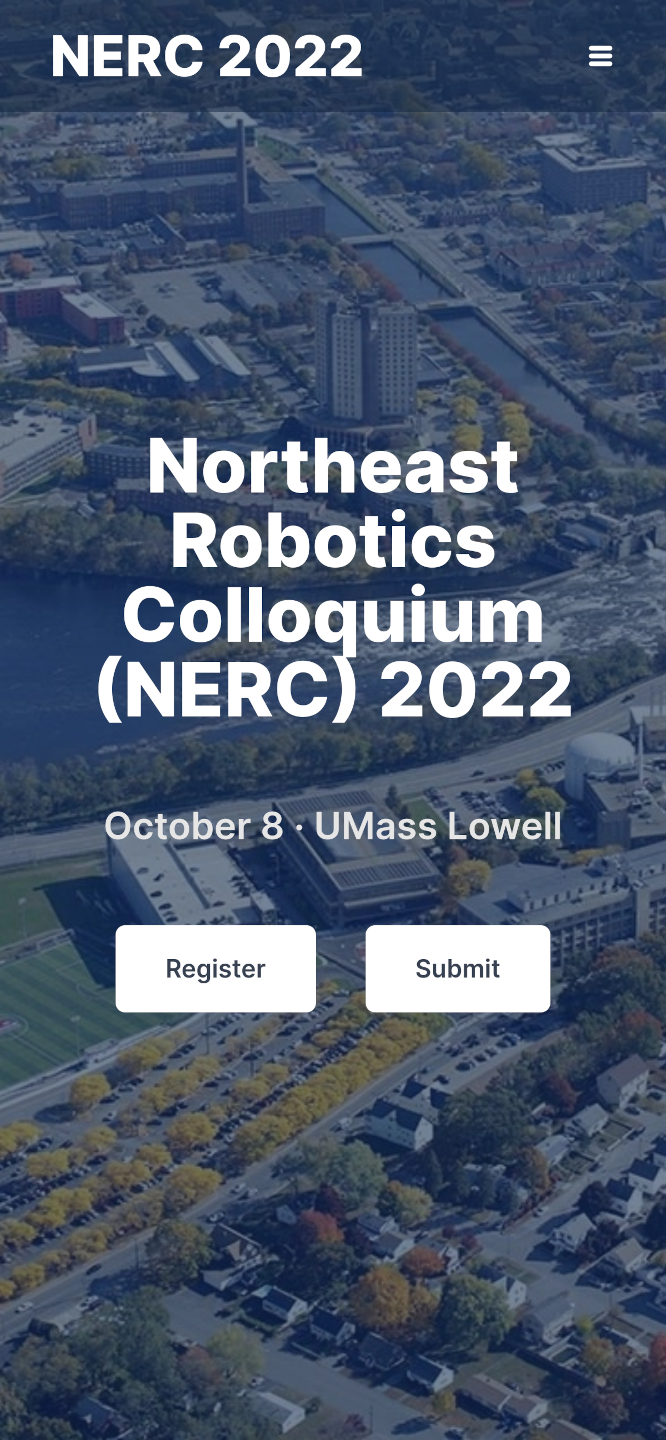 NERC 2022
Northeast
Robotics
Colloquium
(NERC) 2022
October 8 · UMass Lowell
Register
Submit